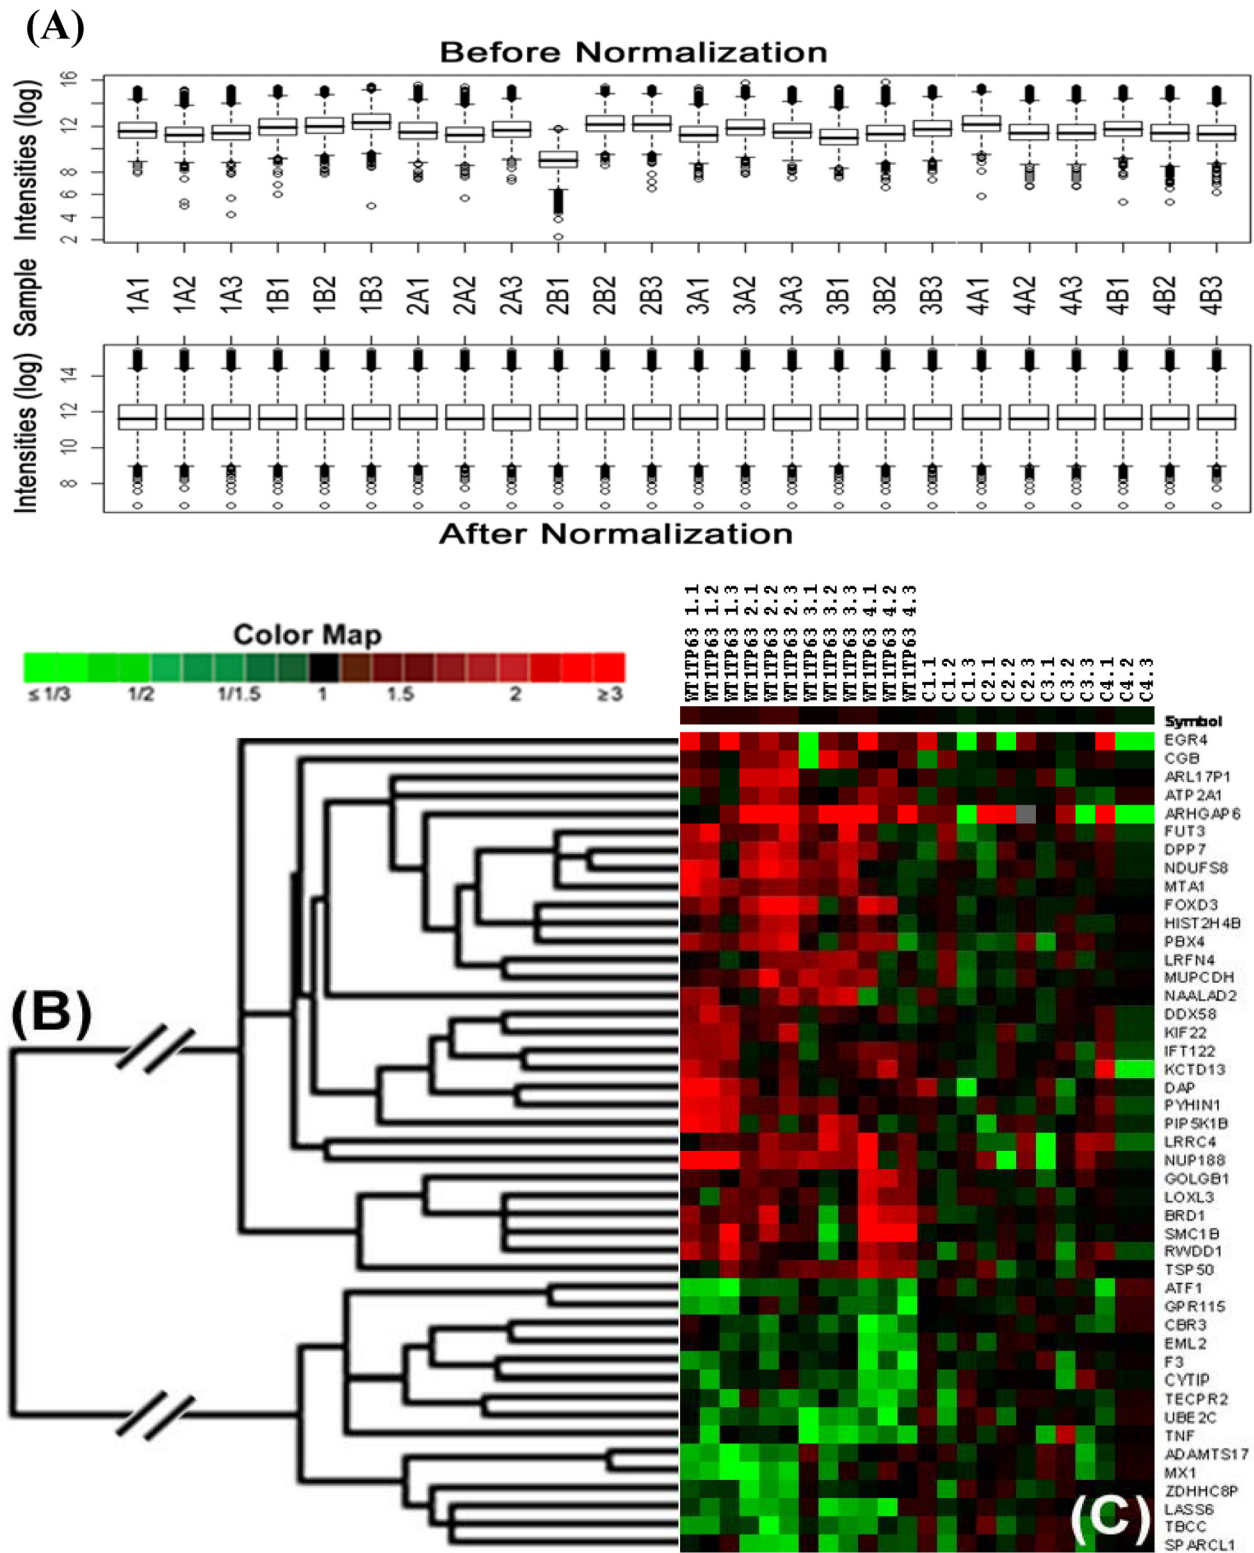 (A)
Before Normalization
Intensities (log)
16
12
8
6
4
2
Sample
1A1 1A2 1A3 1B1 1B2 1B3 2A1 2A2 2A3 2B1 2B2 2B3 3A1 3A2 3A3 3B1 3B2 3B3 4A1 4A2 4A3 4B1 4B2 4B3
Intensities (log)
14
12
10
8
After Normalization
Color Map
≤ 1/3 1/2 1/1.5 1 1.5 2 ≥3
WT1TP63 1.1
WT1TP63 1.2
WT1TP63 1.3
WT1TP63 2.1
WT1TP63 2.2
WT1TP63 2.3
WT1TP63 3.1
WT1TP63 3.2
WT1TP63 3.3
WT1TP63 4.1
WT1TP63 4.2
WT1TP63 4.3
C1.1
C1.2
C1.3
C2.1
C2.2
C2.3
C3.1
C3.2
C3.3
C4.1
C4.2
C4.3
Symbol
EGR4
CGB
ARL17P1
ATP2A1
ARHGAP6
FUT3
DPP7
NDUFS8
MTA1
FOXD3
HIST2H4B
PBX4
LRFN4
MUPCDH
NAALAD2
DDX58
KIF22
IFT122
KCTD13
DAP
PYHIN1
PIP5K1B
LRRC4
NUP188
GOLGB1
LOXL3
BRD1
SMC1B
RWDD1
TSP50
ATF1
GPR115
CBR3
EML2
F3
CYTIP
TECPR2
UBE2C
TNF
ADAMTS17
MX1
ZDHHC8P
LASS6
TBCC
SPARCL1
(B)
(C)